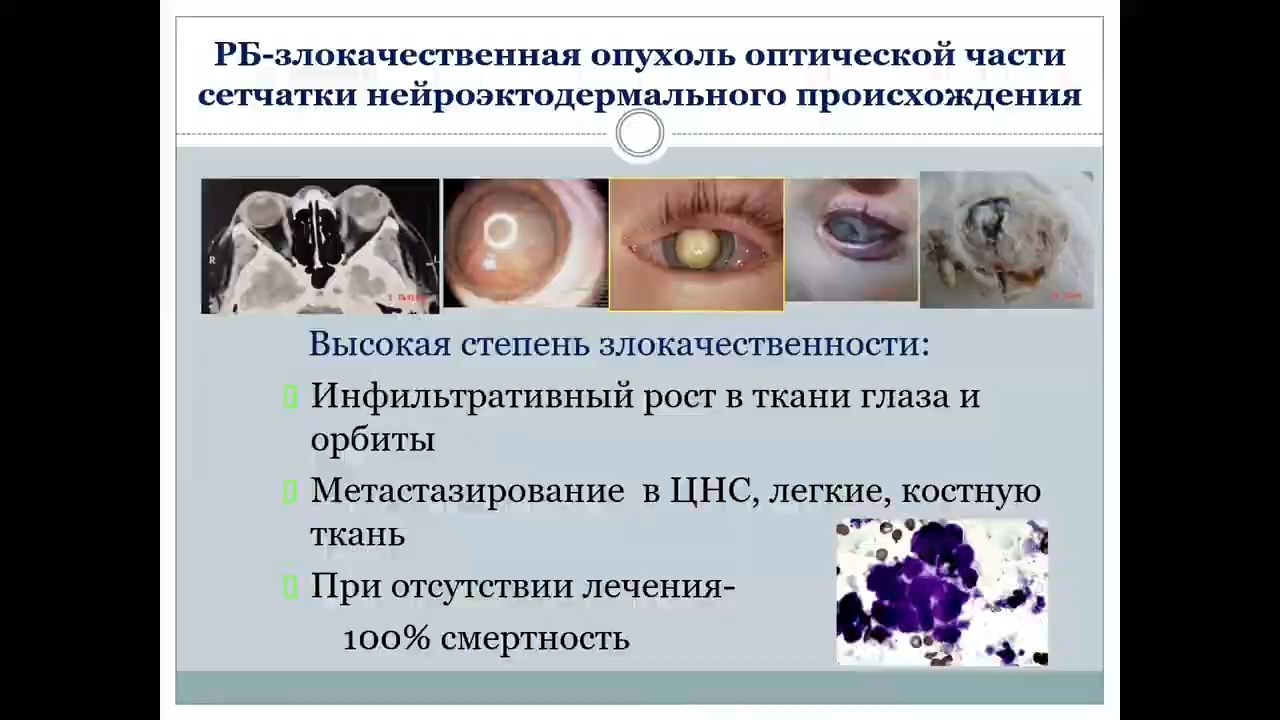 РБ-злокачественная опухоль оптической части
сетчатки нейроэктодермального происхождения
R
Высокая степень злокачественности:
Инфильтративный рост в ткани глаза и
орбиты
Метастазирование в ЦНС, легкие, костную
ткань
При отсутствии лечения-
100% смертность